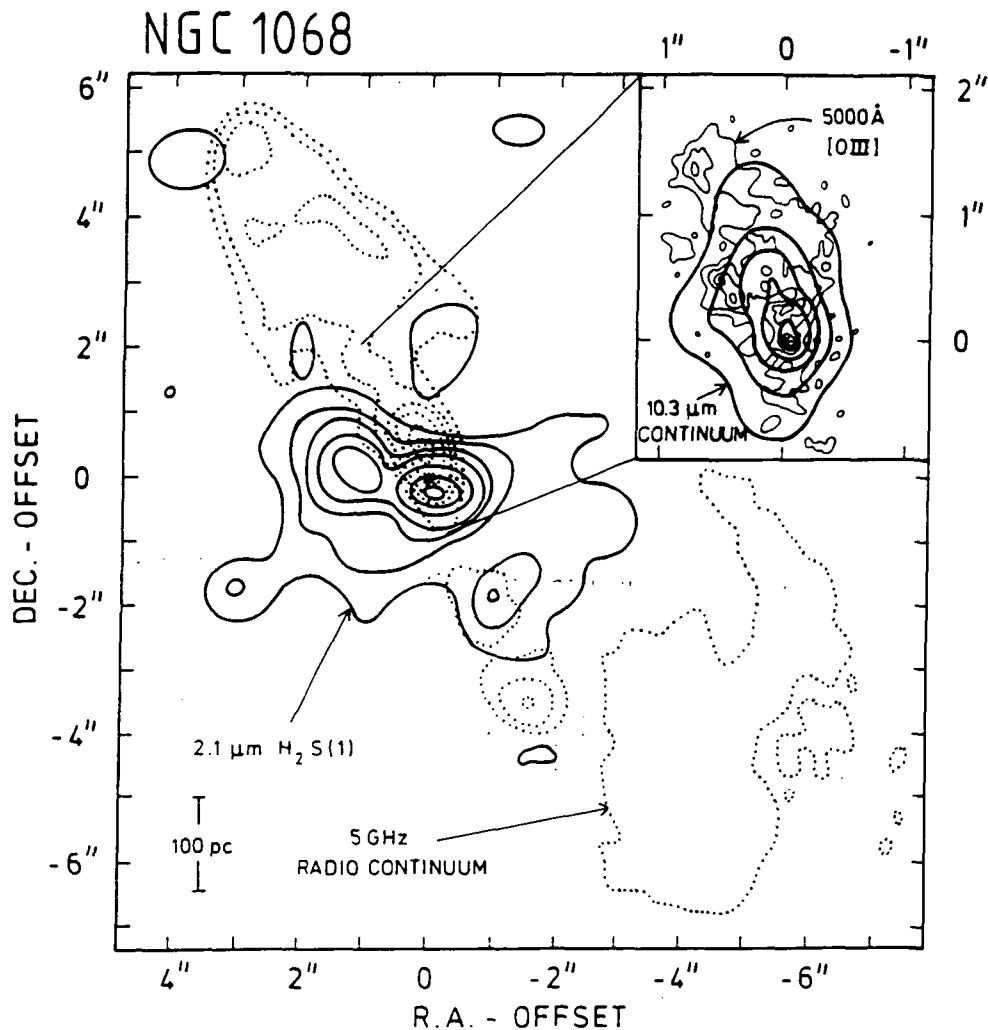 NGC 1068
1" 0 -1"
6"
4"
2"
0
-2"
-4"
-6"
DEC. - OFFSET
2"
1"
0
5000Å
[OIII]
10.3 μm
CONTINUUM
2.1 μm H₂ S(1)
100 pc
5 GHz
RADIO CONTINUUM
4" 2" 0 -2" -4" -6"
R.A. - OFFSET